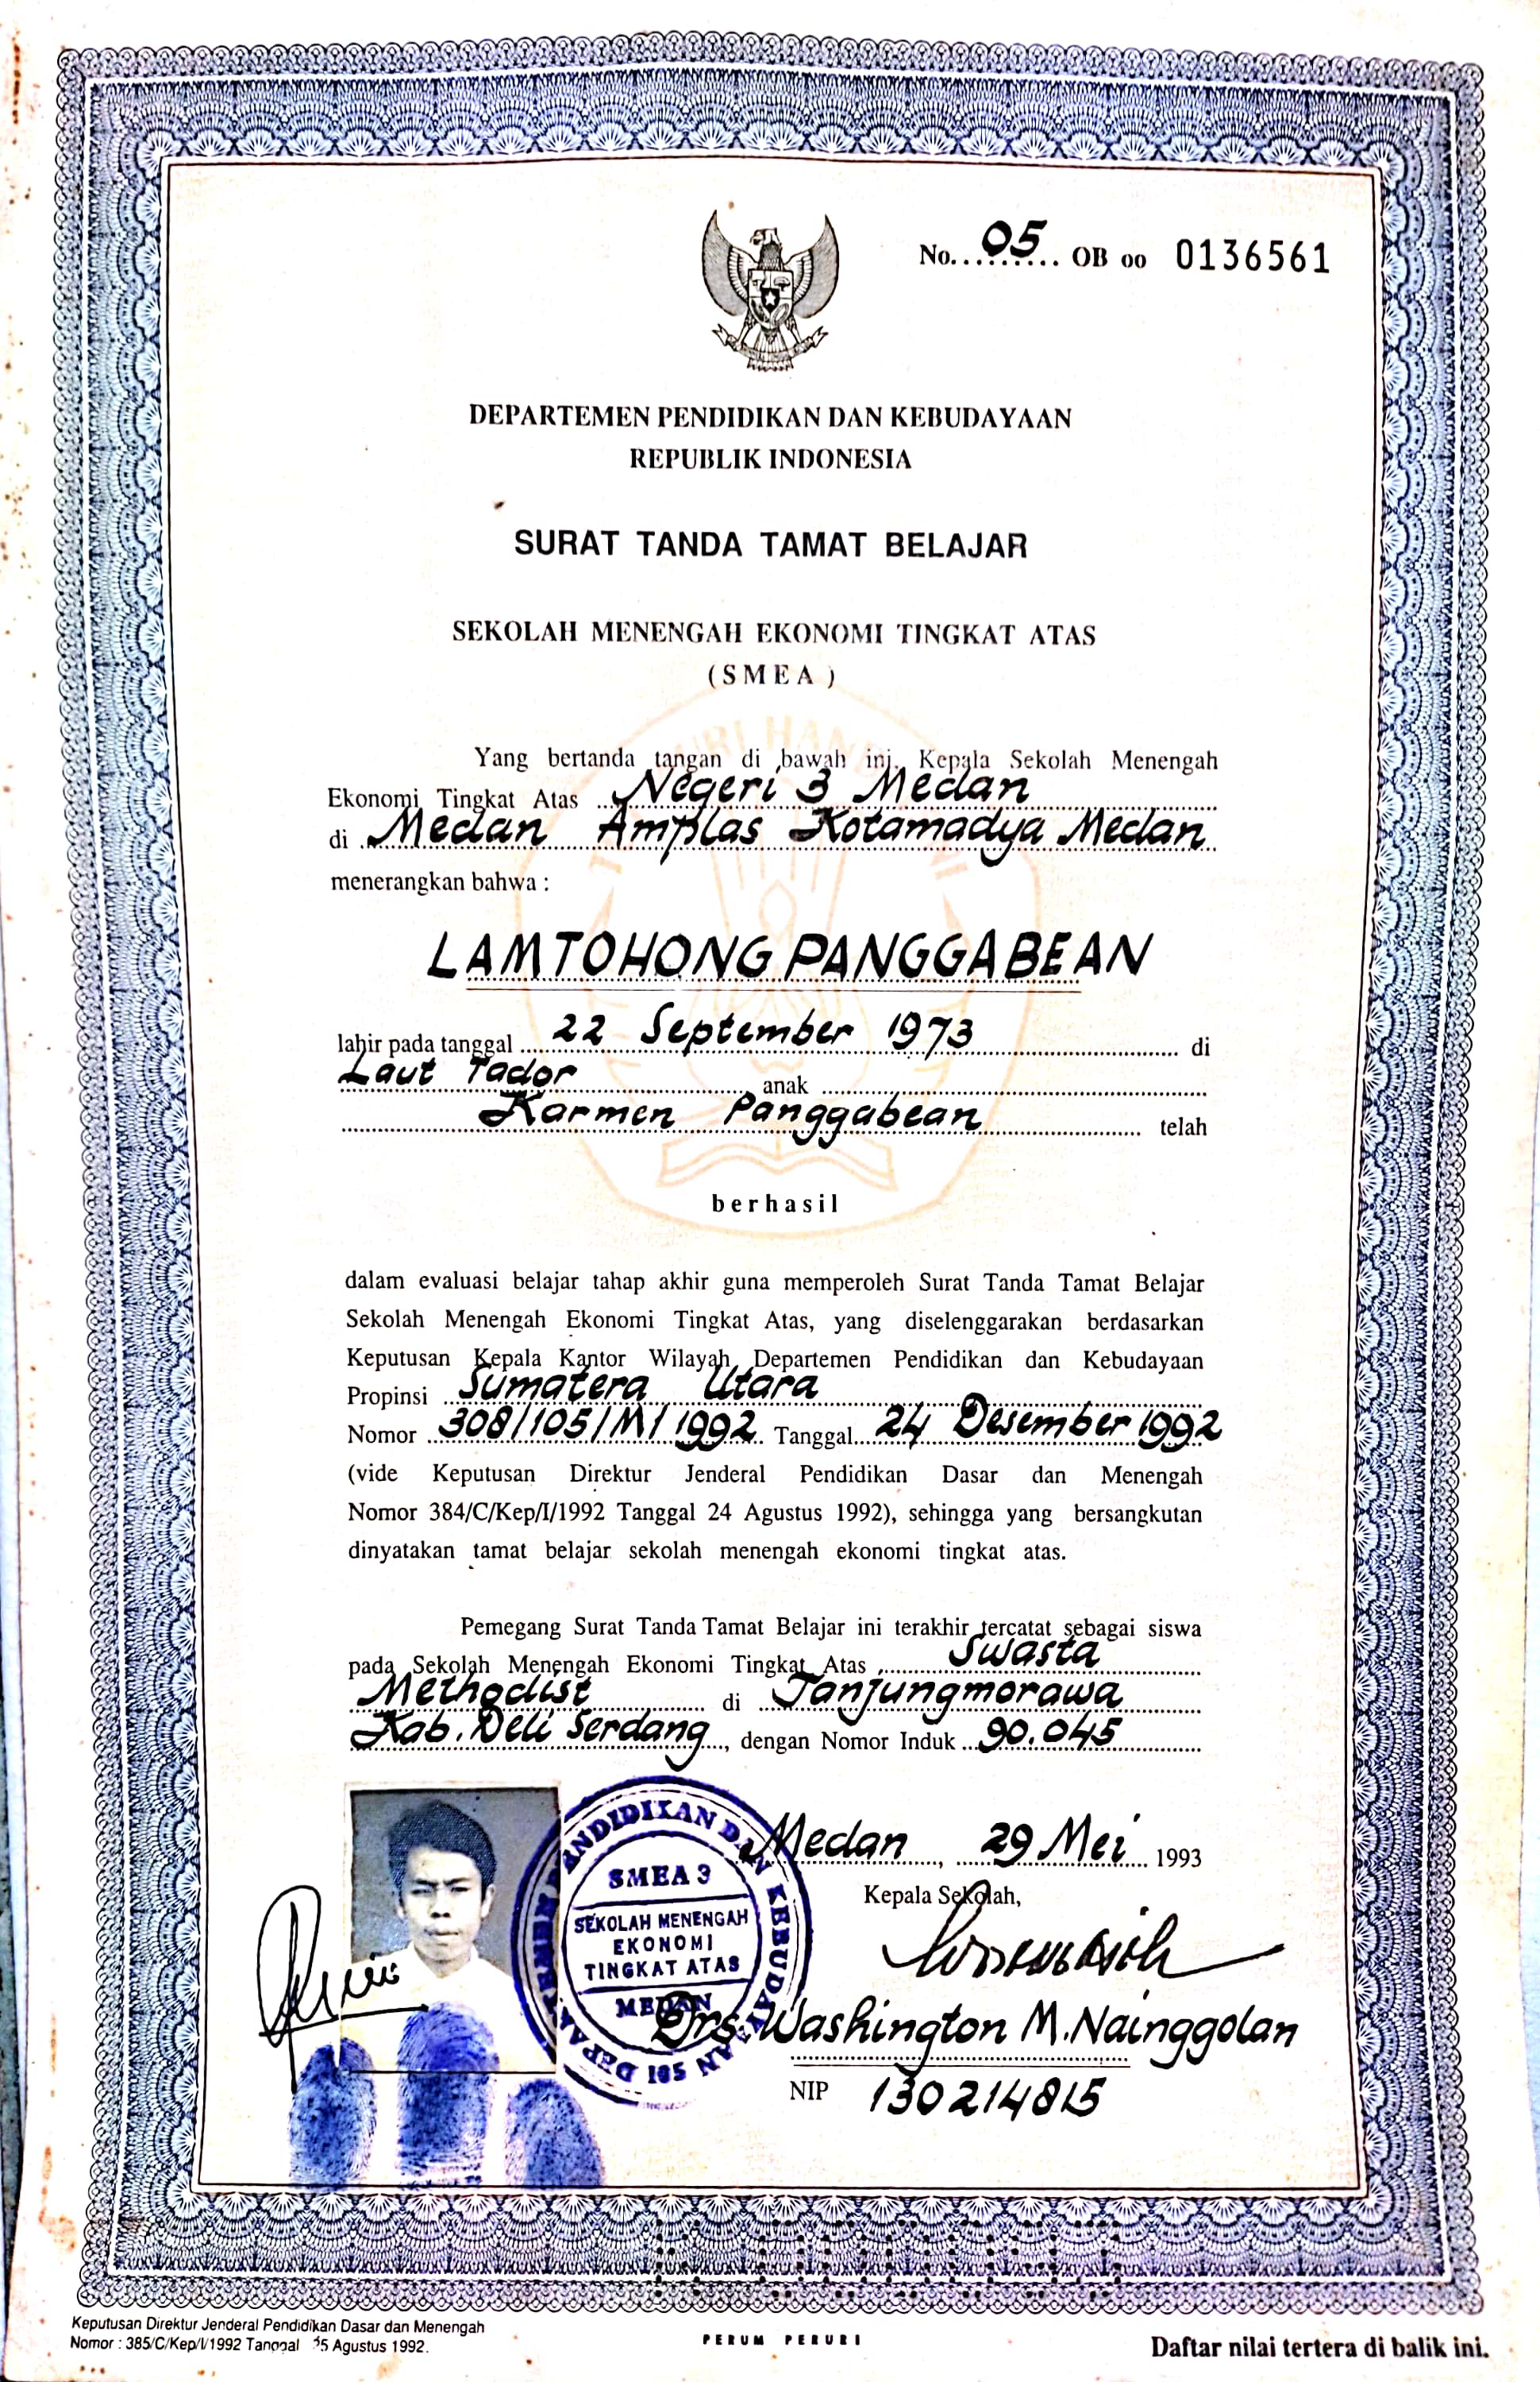 No. 05 OB oo 0136561
DEPARTEMEN PENDIDIKAN DAN KEBUDAYAAN
REPUBLIK INDONESIA
SURAT TANDA TAMAT BELAJAR
SEKOLAH MENENGAH EKONOMI TINGKAT ATAS
(SMEA)
Yang bertanda tangan di bawah ini, Kepala Sekolah Menengah
Ekonomi Tingkat Atas Negeri 3 Medan
di Medan Amplas Kotamadya Medan
menerangkan bahwa :
LAMTOHONG PANGGABEAN
lahir pada tanggal 22 September 1973 di
Laut Tador anak
Karmen Panggabean telah
berhasil
dalam evaluasi belajar tahap akhir guna memperoleh Surat Tanda Tamat Belajar
Sekolah Menengah Ekonomi Tingkat Atas, yang diselenggarakan berdasarkan
Keputusan Kepala Kantor Wilayah Departemen Pendidikan dan Kebudayaan
Propinsi Sumatera Utara
Nomor 308/105/M/1992 Tanggal 24 Desember 1992
(vide Keputusan Direktur Jenderal Pendidikan Dasar dan Menengah
Nomor 384/C/Kep/I/1992 Tanggal 24 Agustus 1992), sehingga yang bersangkutan
dinyatakan tamat belajar sekolah menengah ekonomi tingkat atas.
Pemegang Surat Tanda Tamat Belajar ini terakhir tercatat sebagai siswa
pada Sekolah Menengah Ekonomi Tingkat Atas Swasta
Methodist di Tanjungmorawa
Kab. Deli Serdang, dengan Nomor Induk 90.045
Medan, 29 Mei 1993
Kepala Sekolah,
DEPARTEMEN PENDIDIKAN DAN KEBUDAYAAN
SMEA 3
SEKOLAH MENENGAH
EKONOMI
TINGKAT ATAS
MEDAN
105
Drs. Washington M. Nainggolan
NIP 130214815
Keputusan Direktur Jenderal Pendidikan Dasar dan Menengah
Nomor : 385/C/Kep/I/1992 Tanggal 25 Agustus 1992.
PERUM PERURI
Daftar nilai tertera di balik ini.